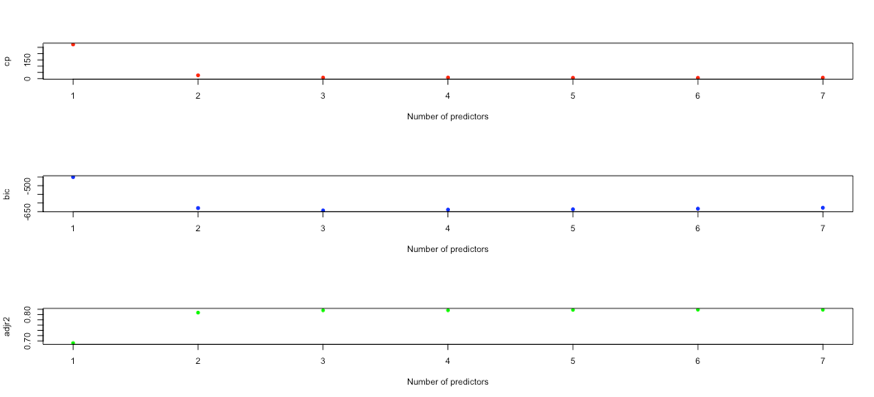 cp
150
0
1 2 3 4 5 6 7
Number of predictors
bic
-500
-650
1 2 3 4 5 6 7
Number of predictors
adjr2
0.80
0.70
1 2 3 4 5 6 7
Number of predictors